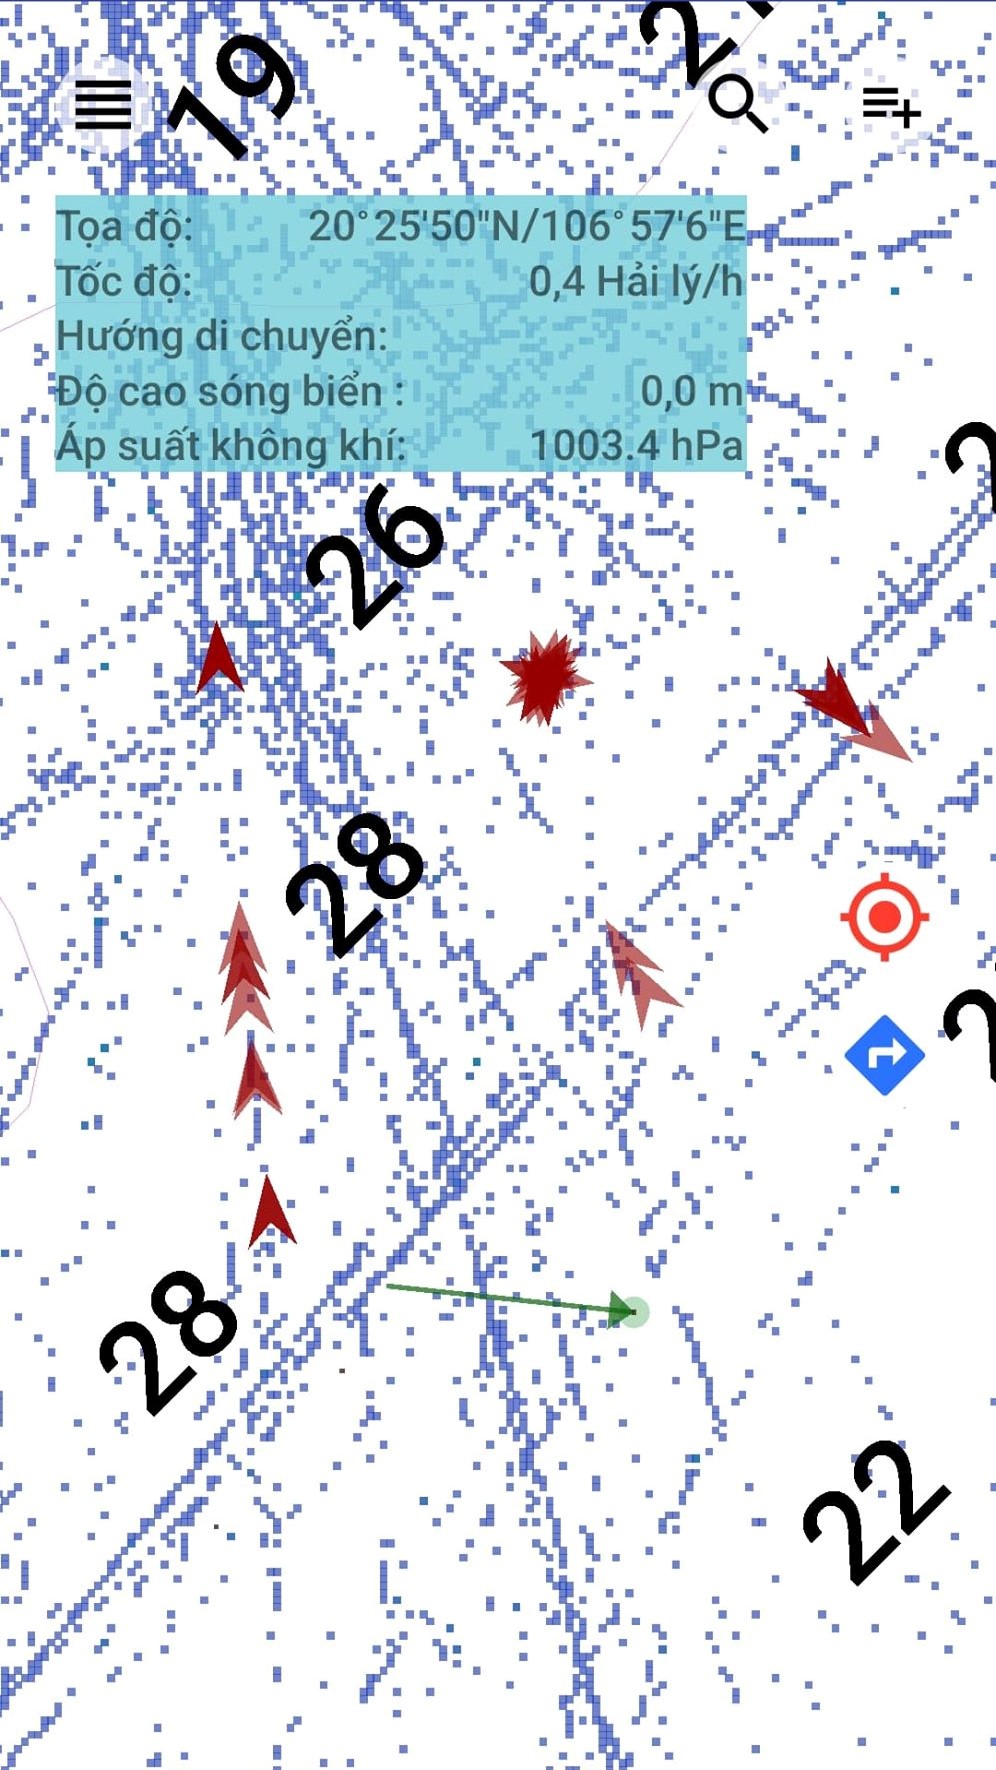 19
Tọa độ: 20°25'50"N/106°57'6"E
Tốc độ: 0,4 Hải lý/h
Hướng di chuyển:
Độ cao sóng biển : 0,0 m
Áp suất không khí: 1003.4 hPa
26
28
28
22